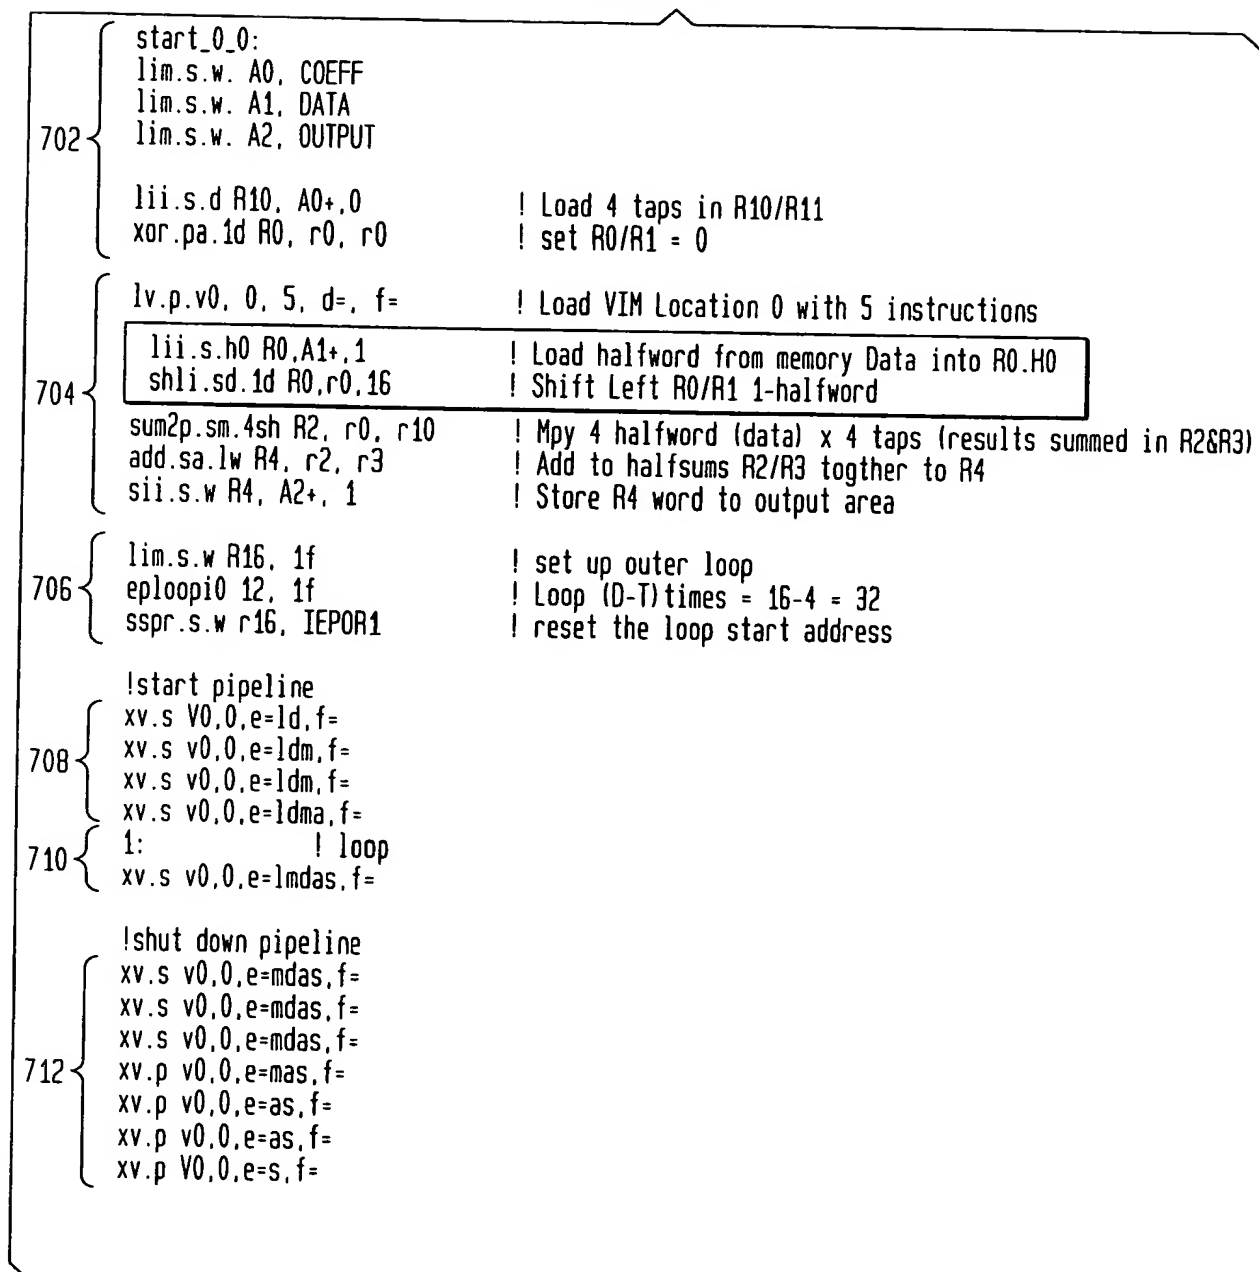 start_0_0:
lim.s.w. A0, COEFF
lim.s.w. A1, DATA
lim.s.w. A2, OUTPUT
702
lii.s.d R10, A0+,0 ! Load 4 taps in R10/R11
xor.pa.1d R0, r0, r0 ! set R0/R1 = 0
lv.p.v0, 0, 5, d=, f= ! Load VIM Location 0 with 5 instructions
lii.s.h0 R0,A1+,1 ! Load halfword from memory Data into R0.H0
704
shli.sd.1d R0,r0,16 ! Shift Left R0/R1 1-halfword
sum2p.sm.4sh R2, r0, r10 ! Mpy 4 halfword (data) x 4 taps (results summed in R2&R3)
add.sa.1w R4, r2, r3 ! Add to halfsums R2/R3 togther to R4
sii.s.w R4, A2+, 1 ! Store R4 word to output area
lim.s.w R16, 1f ! set up outer loop
706
eploopi0 12, 1f ! Loop (D-T)times = 16-4 = 32
sspr.s.w r16, IEPOR1 ! reset the loop start address
!start pipeline
xv.s V0,0,e=ld,f=
xv.s v0,0,e=ldm,f=
708
xv.s v0,0,e=ldm,f=
xv.s v0,0,e=ldma,f=
710
1: ! loop
xv.s v0,0,e=lmdas,f=
!shut down pipeline
xv.s v0,0,e=mdas,f=
xv.s v0,0,e=mdas,f=
xv.s v0,0,e=mdas,f=
712
xv.p v0,0,e=mas,f=
xv.p v0,0,e=as,f=
xv.p v0,0,e=as,f=
xv.p V0,0,e=s,f=